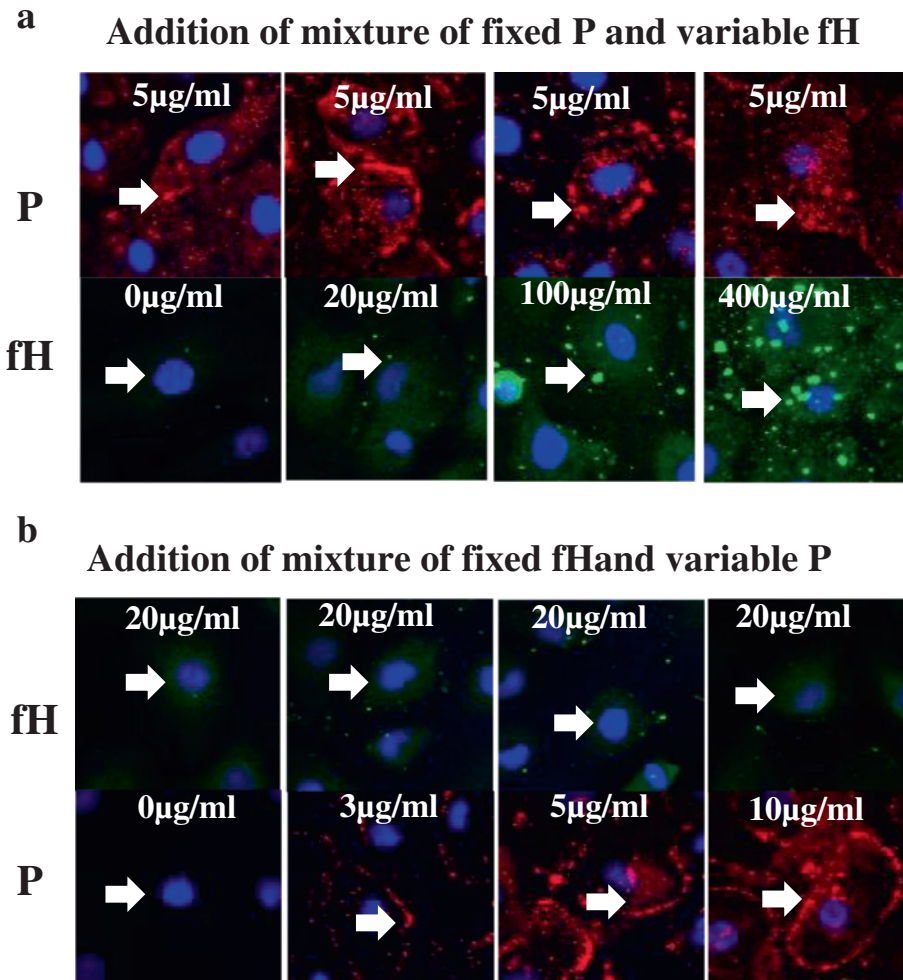 a
Addition of mixture of fixed P and variable fH
5µg/ml 5µg/ml 5µg/ml 5µg/ml
P
0µg/ml 20µg/ml 100µg/ml 400µg/ml
fH
b
Addition of mixture of fixed fHand variable P
20µg/ml 20µg/ml 20µg/ml 20µg/ml
fH
0µg/ml 3µg/ml 5µg/ml 10µg/ml
P